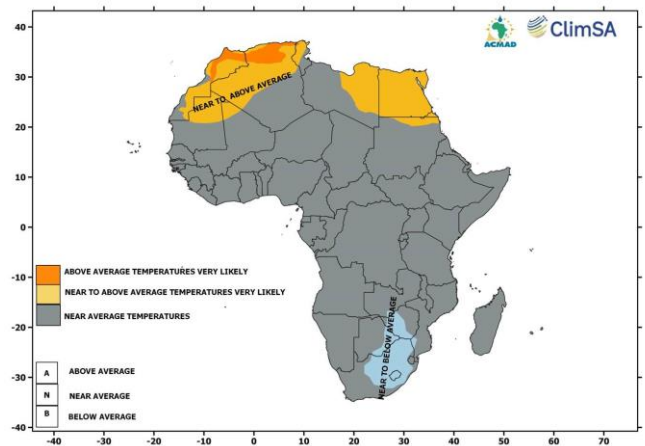 40
30
20
10
0
-10
-20
-30
-40
ACMAD
ClimSA
NEAR TO ABOVE AVERAGE
NEAR TO BELOW AVERAGE
ABOVE AVERAGE TEMPERATURES VERY LIKELY
NEAR TO ABOVE AVERAGE TEMPERATURES VERY LIKELY
NEAR AVERAGE TEMPERATURES
A ABOVE AVERAGE
N NEAR AVERAGE
B BELOW AVERAGE
-40 -30 -20 -10 0 10 20 30 40 50 60 70